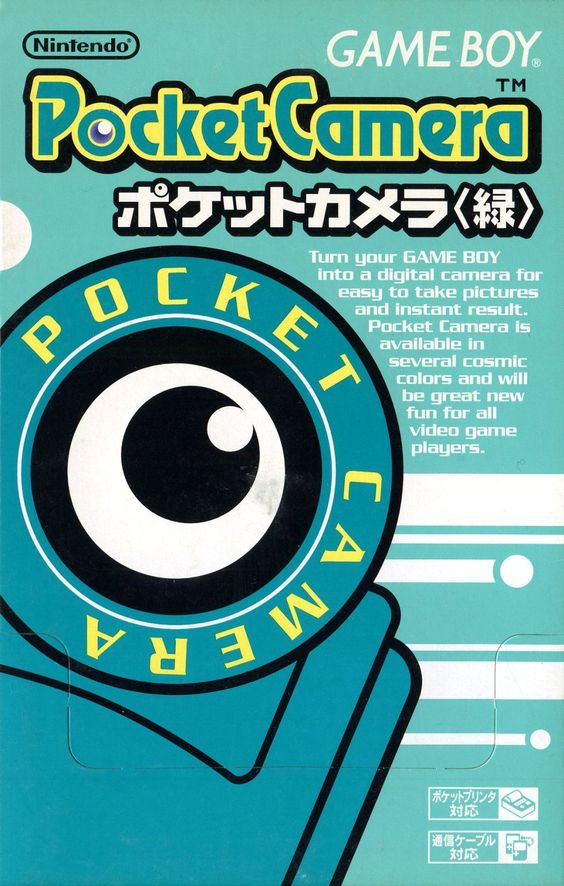 Nintendo®
GAME BOY®
Pocket Camera™
ポケットカメラ〈緑〉
Turn your GAME BOY
into a digital camera for
easy to take pictures
and instant result.
Pocket Camera is
available in
several cosmic
colors and will
be great new
fun for all
video game
players.
POCKET CAMERA
ポケットプリンタ
対応
通信ケーブル
対応